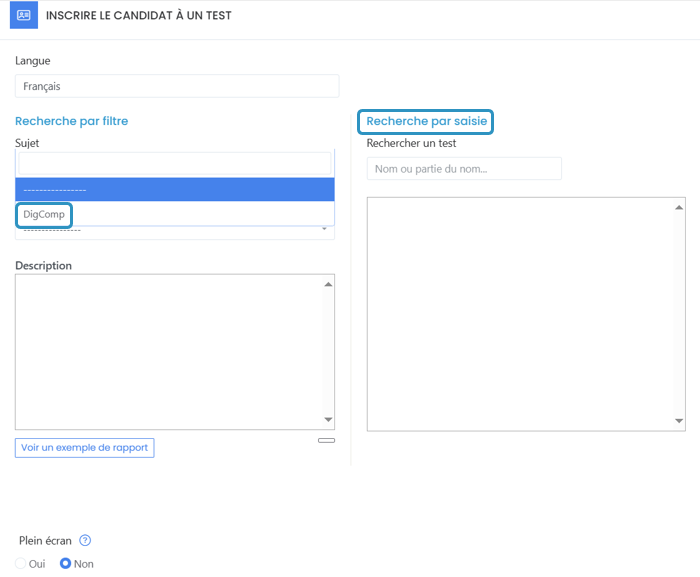 INSCRIRE LE CANDIDAT À UN TEST
Langue
Français
Recherche par filtre
Sujet
---------------
DigComp
---------------
Description
Voir un exemple de rapport
Recherche par saisie
Rechercher un test
Nom ou partie du nom...
Plein écran ?
Oui Non